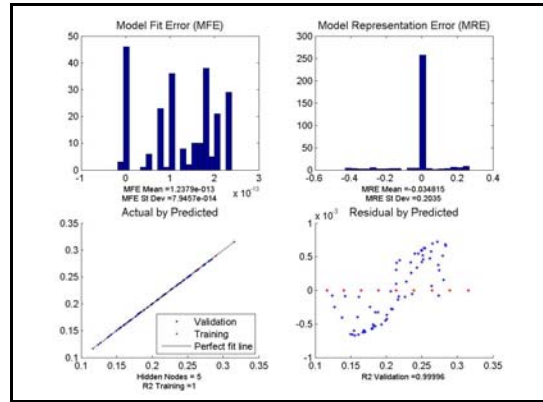 Model Fit Error (MFE)
50
40
30
20
10
0
-1 0 1 2 3
x 10^-13
MFE Mean =1.2379e-013
MFE St Dev =7.9457e-014
Model Representation Error (MRE)
300
250
200
150
100
50
0
-0.6 -0.4 -0.2 0 0.2 0.4
MRE Mean =-0.034815
MRE St Dev =0.2035
Actual by Predicted
0.35
0.3
0.25
0.2
0.15
0.1
0.1 0.15 0.2 0.25 0.3 0.35
Validation
Training
Perfect fit line
Hidden Nodes = 5
R2 Training =1
Residual by Predicted
x 10^-3
1
0.5
0
-0.5
-1
0.1 0.15 0.2 0.25 0.3 0.35
R2 Validation =0.99996